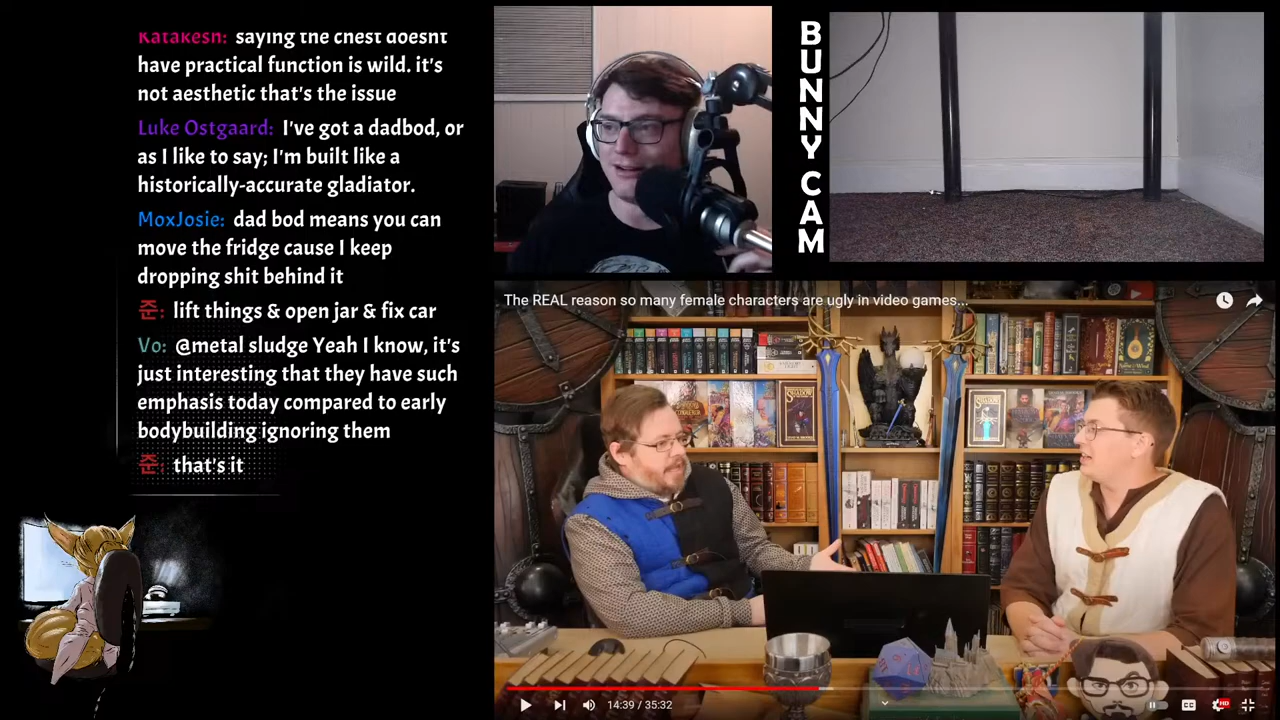 Katakesh: saying the chest doesnt
have practical function is wild. it's
not aesthetic that's the issue
Luke Ostgaard: I've got a dadbod, or
as I like to say; I'm built like a
historically-accurate gladiator.
MoxJosie: dad bod means you can
move the fridge cause I keep
dropping shit behind it
준: lift things & open jar & fix car
Vo: @metal sludge Yeah I know, it's
just interesting that they have such
emphasis today compared to early
bodybuilding ignoring them
준: that's it
BUNNY CAM
The REAL reason so many female characters are ugly in video games...
SHADOW
14:39 / 35:32
CC
HD